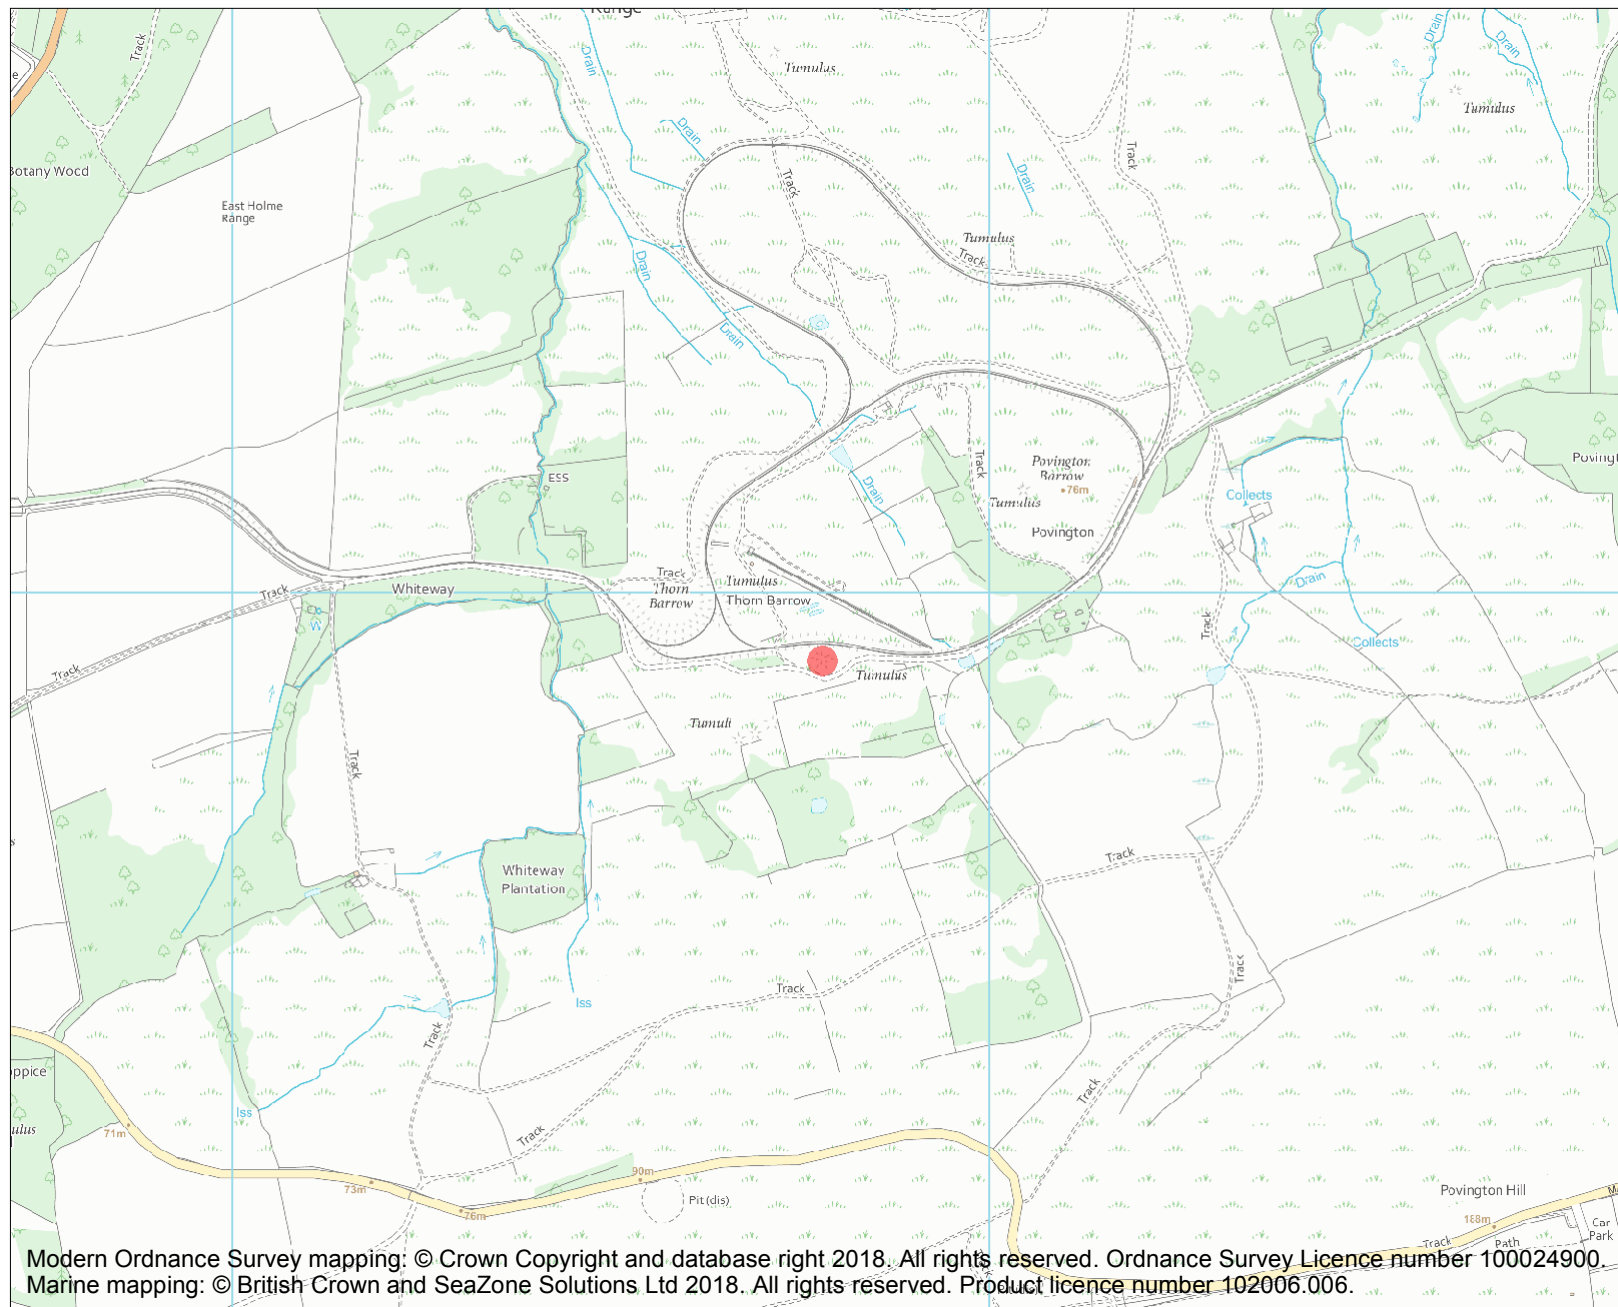 Range
Track
Drain
Tumulus
Drain
Drain
Tumulus
Botany Wood
East Holme
Range
Drain
Track
Track
Drain
Tumulus
Track
Drain
Drain
Povington
Barrow
76m
Tumulus
Povington
Track
Drain
ESS
Collects
Track
Thorn
Barrow
Tumulus
Thorn Barrow
Whiteway
Track
Track
Drain
Collects
Track
Tumulus
Tumuli
Track
Whiteway
Plantation
Track
Track
Track
Iss
Track
Track
Iss
71m
Track
73m
76m
90m
Pit (dis)
Povington Hill
188m
Track
Path
Car
Park
Modern Ordnance Survey mapping: © Crown Copyright and database right 2018. All rights reserved. Ordnance Survey Licence number 100024900.
Marine mapping: © British Crown and SeaZone Solutions Ltd 2018. All rights reserved. Product licence number 102006.006.